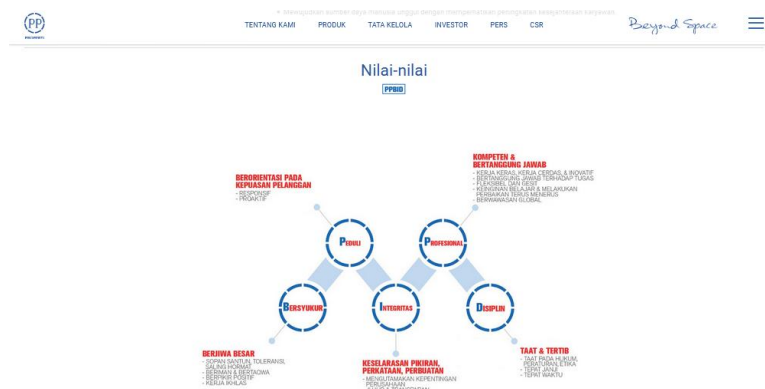 PP
TENTANG KAMI PRODUK TATA KELOLA INVESTOR PERS CSR
Beyond Space
Nilai-nilai
PPBID
BERORIENTASI PADA
KEPUASAN PELANGGAN
- RESPONSIF
- PROAKTIF
KOMPETEN &
BERTANGGUNG JAWAB
- KERJA KERAS, KERJA CERDAS, & INOVATIF
- BERTANGGUNG JAWAB TERHADAP TUGAS
- FLEKSIBEL DAN GESIT
- KEINGINAN BELAJAR & MELAKUKAN
PERBAIKAN TERUS MENERUS
- BERWAWASAN GLOBAL
PEDULI
PROFESIONAL
BERSYUKUR
INTEGRITAS
DISIPLIN
BERJIWA BESAR
- SOPAN SANTUN, TOLERANSI,
SALING HORMAT
- BERIMAN & BERTAQWA
- BERPIKIR POSITIF
- KERJA IKHLAS
KESELARASAN PIKIRAN,
PERKATAAN, PERBUATAN
- MENGUTAMAKAN KEPENTINGAN
PERUSAHAAN
TAAT & TERTIB
- TAAT PADA HUKUM,
PERATURAN, ETIKA
- TEPAT JANJI
- TEPAT WAKTU